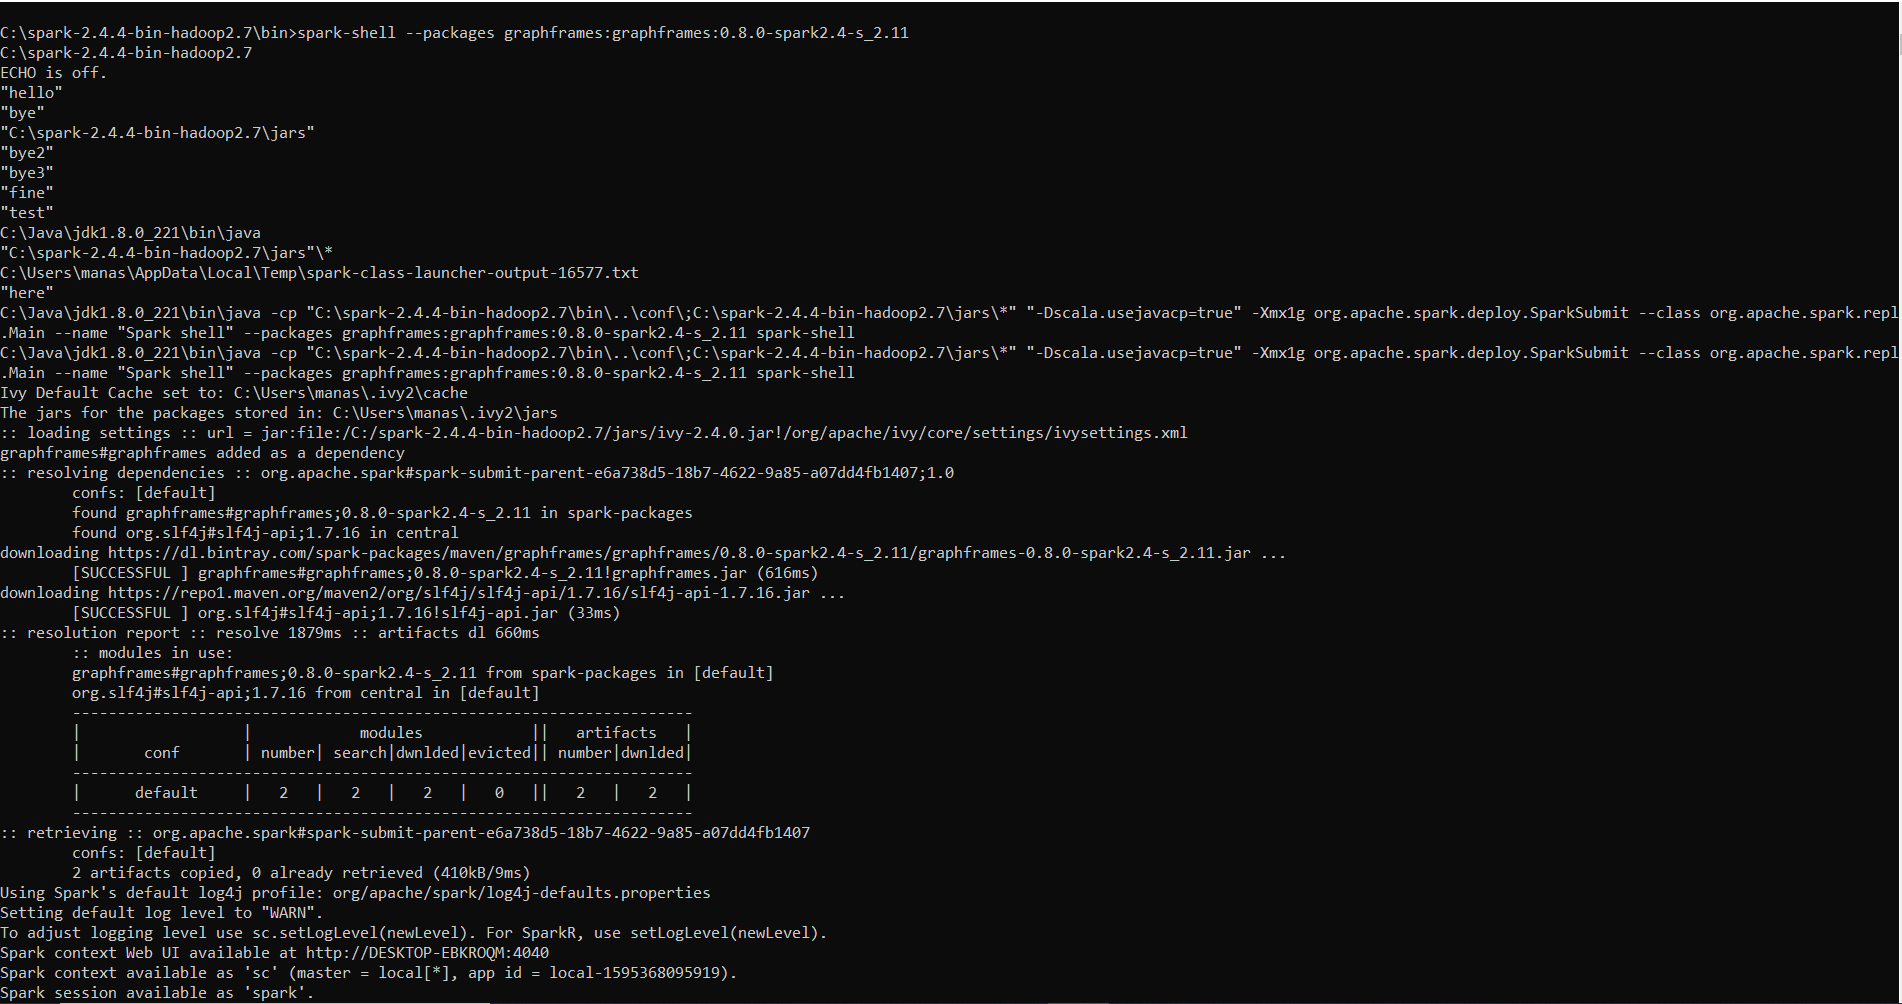 C:\spark-2.4.4-bin-hadoop2.7\bin>spark-shell --packages graphframes:graphframes:0.8.0-spark2.4-s_2.11
C:\spark-2.4.4-bin-hadoop2.7
ECHO is off.
"hello"
"bye"
"C:\spark-2.4.4-bin-hadoop2.7\jars"
"bye2"
"bye3"
"fine"
"test"
C:\Java\jdk1.8.0_221\bin\java
"C:\spark-2.4.4-bin-hadoop2.7\jars"\*
C:\Users\manas\AppData\Local\Temp\spark-class-launcher-output-16577.txt
"here"
C:\Java\jdk1.8.0_221\bin\java -cp "C:\spark-2.4.4-bin-hadoop2.7\bin\..\conf\;C:\spark-2.4.4-bin-hadoop2.7\jars\*" "-Dscala.usejavacp=true" -Xmx1g org.apache.spark.deploy.SparkSubmit --class org.apache.spark.repl
.Main --name "Spark shell" --packages graphframes:graphframes:0.8.0-spark2.4-s_2.11 spark-shell
C:\Java\jdk1.8.0_221\bin\java -cp "C:\spark-2.4.4-bin-hadoop2.7\bin\..\conf\;C:\spark-2.4.4-bin-hadoop2.7\jars\*" "-Dscala.usejavacp=true" -Xmx1g org.apache.spark.deploy.SparkSubmit --class org.apache.spark.repl
.Main --name "Spark shell" --packages graphframes:graphframes:0.8.0-spark2.4-s_2.11 spark-shell
Ivy Default Cache set to: C:\Users\manas\.ivy2\cache
The jars for the packages stored in: C:\Users\manas\.ivy2\jars
:: loading settings :: url = jar:file:/C:/spark-2.4.4-bin-hadoop2.7/jars/ivy-2.4.0.jar!/org/apache/ivy/core/settings/ivysettings.xml
graphframes#graphframes added as a dependency
:: resolving dependencies :: org.apache.spark#spark-submit-parent-e6a738d5-18b7-4622-9a85-a07dd4fb1407;1.0
        confs: [default]
        found graphframes#graphframes;0.8.0-spark2.4-s_2.11 in spark-packages
        found org.slf4j#slf4j-api;1.7.16 in central
downloading https://dl.bintray.com/spark-packages/maven/graphframes/graphframes/0.8.0-spark2.4-s_2.11/graphframes-0.8.0-spark2.4-s_2.11.jar ...
        [SUCCESSFUL ] graphframes#graphframes;0.8.0-spark2.4-s_2.11!graphframes.jar (616ms)
downloading https://repo1.maven.org/maven2/org/slf4j/slf4j-api/1.7.16/slf4j-api-1.7.16.jar ...
        [SUCCESSFUL ] org.slf4j#slf4j-api;1.7.16!slf4j-api.jar (33ms)
:: resolution report :: resolve 1879ms :: artifacts dl 660ms
        :: modules in use:
        graphframes#graphframes;0.8.0-spark2.4-s_2.11 from spark-packages in [default]
        org.slf4j#slf4j-api;1.7.16 from central in [default]
        ---------------------------------------------------------------------
        |                  |            modules            ||   artifacts   |
        |       conf       | number| search|dwnlded|evicted|| number|dwnlded|
        ---------------------------------------------------------------------
        |      default     |   2   |   2   |   2   |   0   ||   2   |   2   |
        ---------------------------------------------------------------------
:: retrieving :: org.apache.spark#spark-submit-parent-e6a738d5-18b7-4622-9a85-a07dd4fb1407
        confs: [default]
        2 artifacts copied, 0 already retrieved (410kB/9ms)
Using Spark's default log4j profile: org/apache/spark/log4j-defaults.properties
Setting default log level to "WARN".
To adjust logging level use sc.setLogLevel(newLevel). For SparkR, use setLogLevel(newLevel).
Spark context Web UI available at http://DESKTOP-EBKROQM:4040
Spark context available as 'sc' (master = local[*], app id = local-1595368095919).
Spark session available as 'spark'.